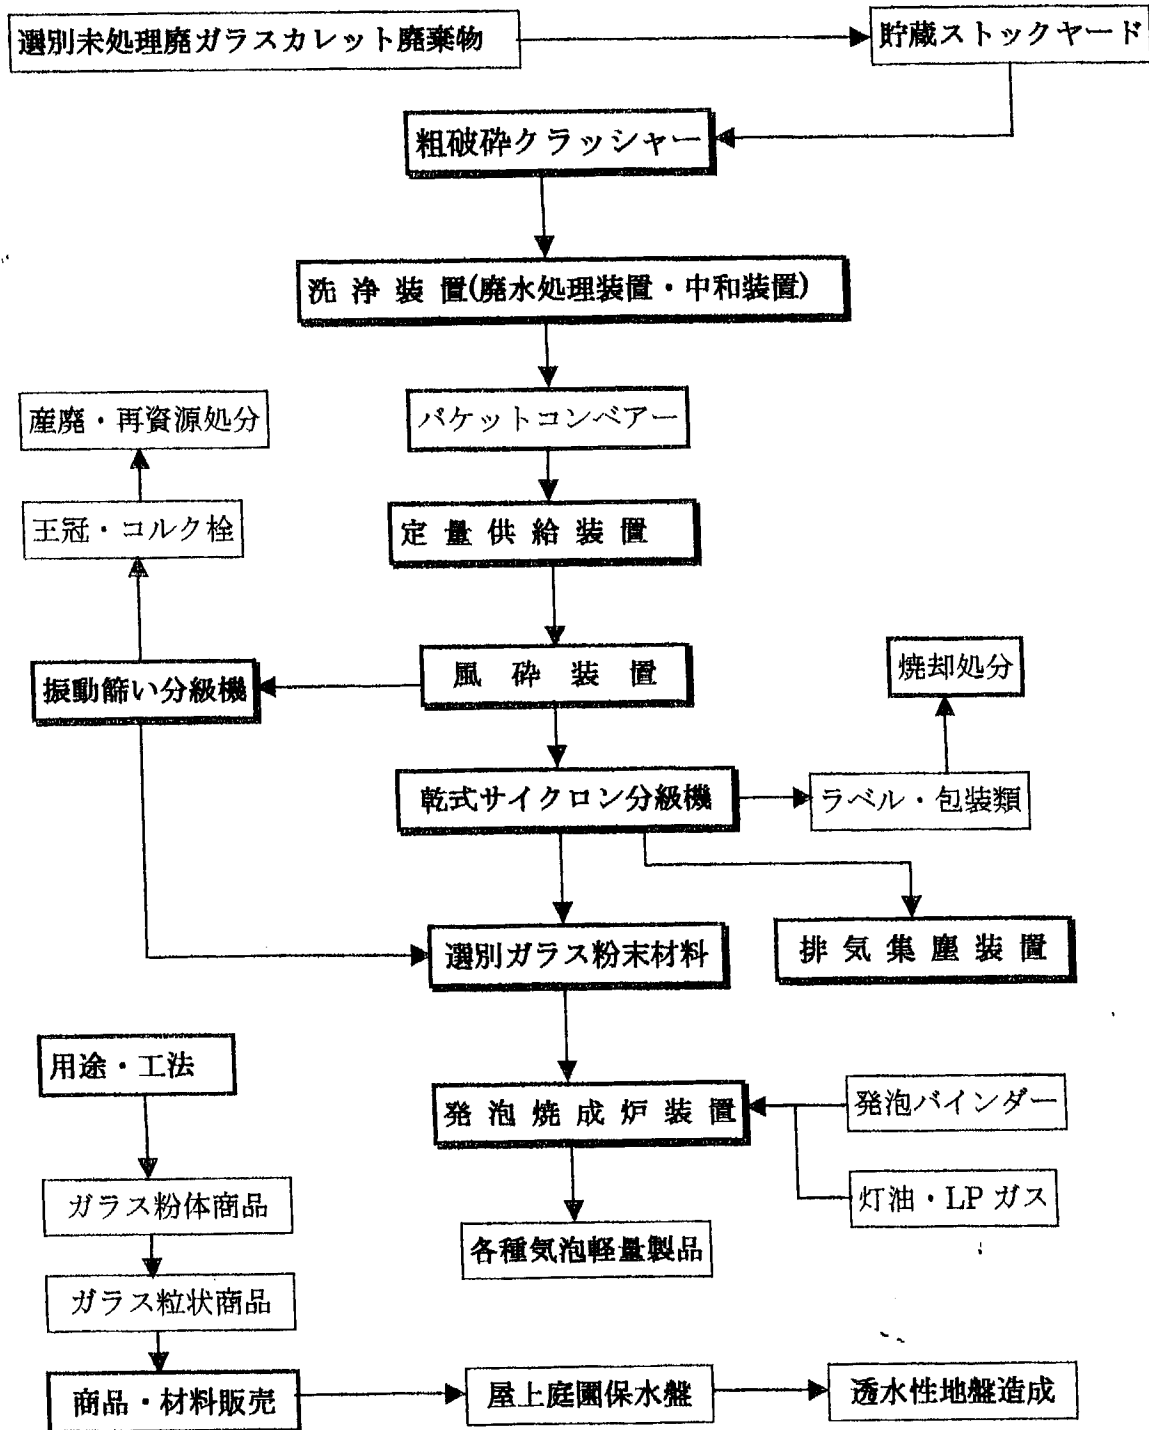 選別未処理廃ガラスカレット廃棄物
貯蔵ストックヤード
粗破砕クラッシャー
洗浄装置(廃水処理装置・中和装置)
バケットコンベアー
産廃・再資源処分
王冠・コルク栓
定量供給装置
風砕装置
振動篩い分級機
焼却処分
乾式サイクロン分級機
ラベル・包装類
選別ガラス粉末材料
排気集塵装置
用途・工法
発泡焼成炉装置
発泡バインダー
ガラス粉体商品
灯油・LPガス
各種気泡軽量製品
ガラス粒状商品
商品・材料販売
屋上庭園保水盤
透水性地盤造成